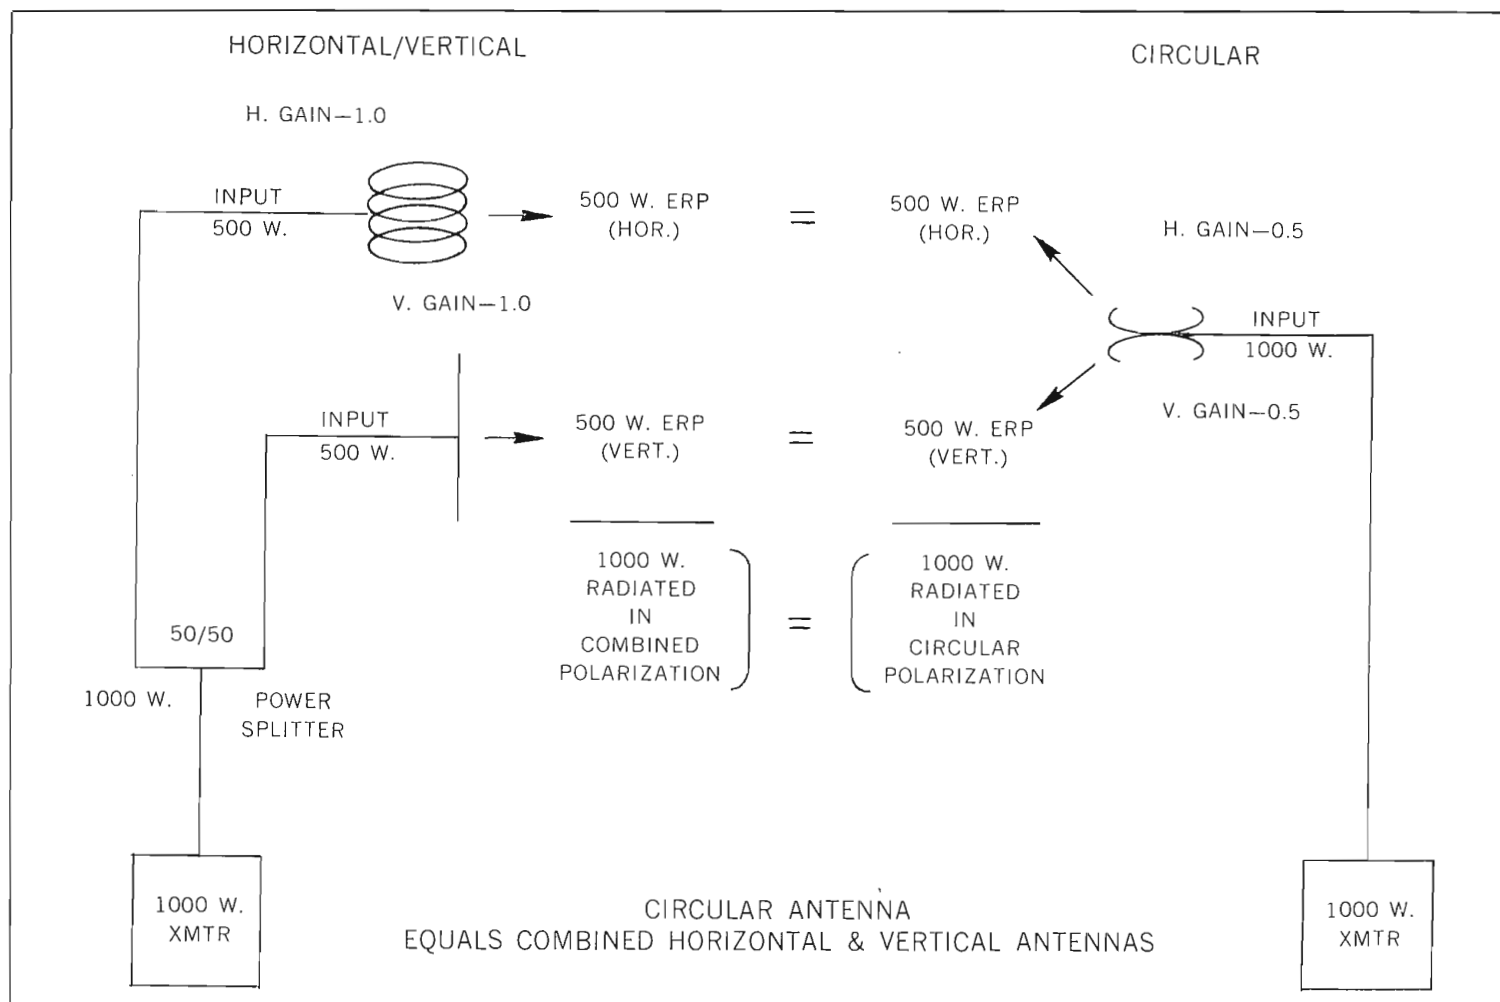 HORIZONTAL/VERTICAL
CIRCULAR
H. GAIN—1.0
INPUT
500 W.
500 W. ERP
(HOR.)
=
500 W. ERP
(HOR.)
H. GAIN—0.5
V. GAIN—1.0
INPUT
1000 W.
V. GAIN—0.5
INPUT
500 W.
500 W. ERP
(VERT.)
=
500 W. ERP
(VERT.)
1000 W.
RADIATED
IN
COMBINED
POLARIZATION
=
1000 W.
RADIATED
IN
CIRCULAR
POLARIZATION
50/50
1000 W.
POWER
SPLITTER
1000 W.
XMTR
CIRCULAR ANTENNA
EQUALS COMBINED HORIZONTAL & VERTICAL ANTENNAS
1000 W.
XMTR